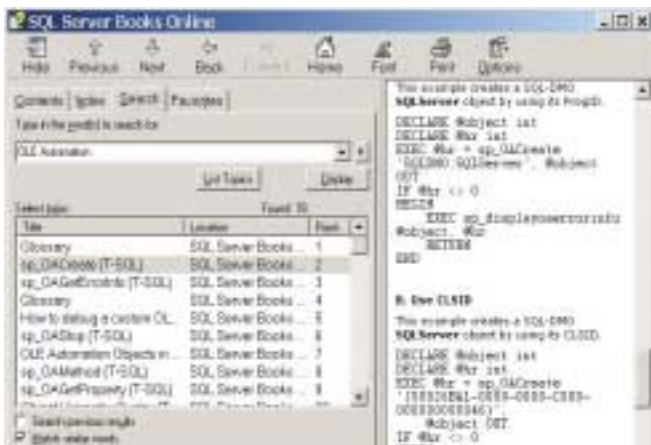 SQL Server Books Online
Hide Previous Next Back Home Font Print Options
Contents Index Search Favorites
Type in the word(s) to search for:
OLE Automation
List Topics Display
Select topic: Found:
Title Location Rank
Glossary SQL Server Books ... 1
sp_OACreate (T-SQL) SQL Server Books ... 2
sp_OAGetErrorInfo (T-SQL) SQL Server Books ... 3
Glossary SQL Server Books ... 4
How to debug a custom OL... SQL Server Books ... 5
sp_OAStop (T-SQL) SQL Server Books ... 6
OLE Automation Objects in ... SQL Server Books ... 7
sp_OAMethod (T-SQL) SQL Server Books ... 8
sp_OAGetProperty (T-SQL) SQL Server Books ... 9
Search previous results
Match similar words
This example creates a SQL-DMO
SQLServer object by using its ProgID.
DECLARE @object int
DECLARE @hr int
EXEC @hr = sp_OACreate
'SQLDMO.SQLServer', @object
OUT
IF @hr <> 0
BEGIN
EXEC sp_displayoaerrorinfo
@object, @hr
RETURN
END
B. Use CLSID
This example creates a SQL-DMO
SQLServer object by using its CLSID.
DECLARE @object int
DECLARE @hr int
EXEC @hr = sp_OACreate
000000000046}',
@object OUT
IF @hr <> 0